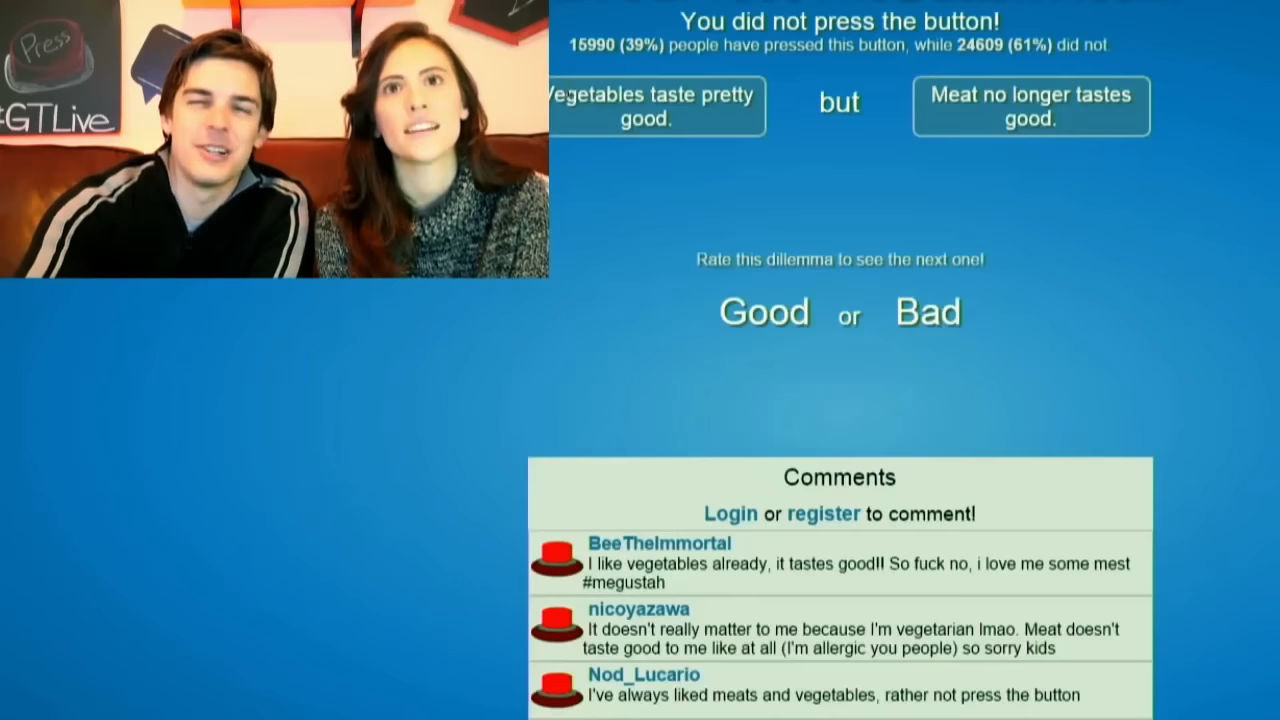 Press
#GTLive
You did not press the button!
15990 (39%) people have pressed this button, while 24609 (61%) did not.
Vegetables taste pretty
good.
but
Meat no longer tastes
good.
Rate this dillemma to see the next one!
Good or Bad
Comments
Login or register to comment!
BeeTheImmortal
I like vegetables already, it tastes good!! So fuck no, i love me some mest
#megustah
nicoyazawa
It doesn't really matter to me because I'm vegetarian lmao. Meat doesn't
taste good to me like at all (I'm allergic you people) so sorry kids
Nod_Lucario
I've always liked meats and vegetables, rather not press the button